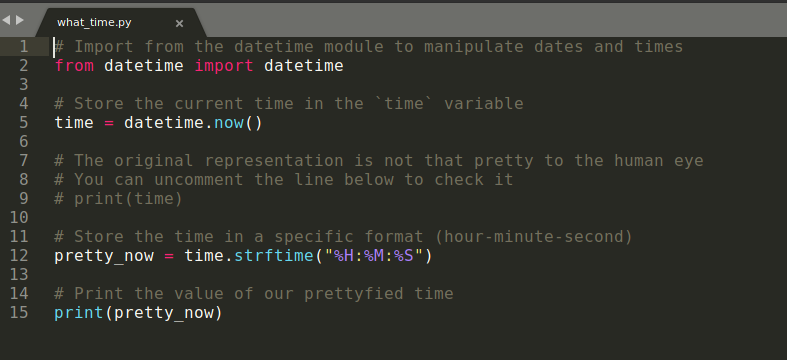 what_time.py ×
1 # Import from the datetime module to manipulate dates and times
2 from datetime import datetime
3
4 # Store the current time in the `time` variable
5 time = datetime.now()
6
7 # The original representation is not that pretty to the human eye
8 # You can uncomment the line below to check it
9 # print(time)
10
11 # Store the time in a specific format (hour-minute-second)
12 pretty_now = time.strftime("%H:%M:%S")
13
14 # Print the value of our prettyfied time
15 print(pretty_now)